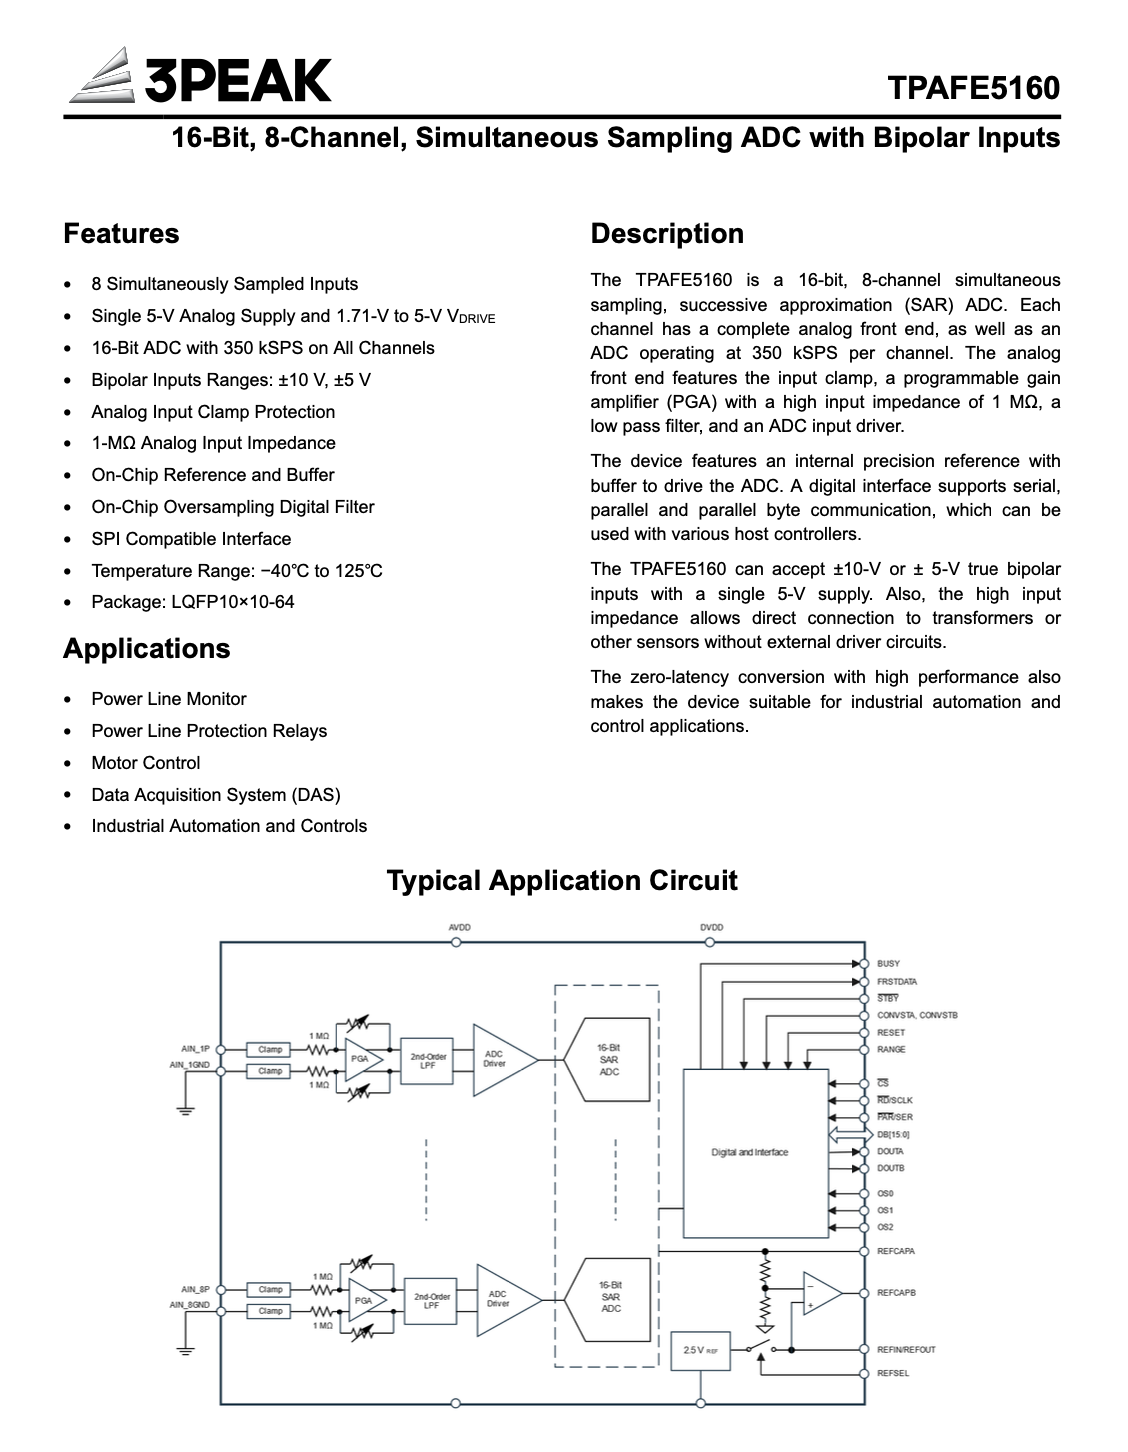 3PEAK
TPAFE5160
16-Bit, 8-Channel, Simultaneous Sampling ADC with Bipolar Inputs
Features
• 8 Simultaneously Sampled Inputs
• Single 5-V Analog Supply and 1.71-V to 5-V VDRIVE
• 16-Bit ADC with 350 kSPS on All Channels
• Bipolar Inputs Ranges: ±10 V, ±5 V
• Analog Input Clamp Protection
• 1-MΩ Analog Input Impedance
• On-Chip Reference and Buffer
• On-Chip Oversampling Digital Filter
• SPI Compatible Interface
• Temperature Range: −40℃ to 125℃
• Package: LQFP10×10-64
Applications
• Power Line Monitor
• Power Line Protection Relays
• Motor Control
• Data Acquisition System (DAS)
• Industrial Automation and Controls
Description
The TPAFE5160 is a 16-bit, 8-channel simultaneous
sampling, successive approximation (SAR) ADC. Each
channel has a complete analog front end, as well as an
ADC operating at 350 kSPS per channel. The analog
front end features the input clamp, a programmable gain
amplifier (PGA) with a high input impedance of 1 MΩ, a
low pass filter, and an ADC input driver.
The device features an internal precision reference with
buffer to drive the ADC. A digital interface supports serial,
parallel and parallel byte communication, which can be
used with various host controllers.
The TPAFE5160 can accept ±10-V or ± 5-V true bipolar
inputs with a single 5-V supply. Also, the high input
impedance allows direct connection to transformers or
other sensors without external driver circuits.
The zero-latency conversion with high performance also
makes the device suitable for industrial automation and
control applications.
Typical Application Circuit
AVDD
DVDD
BUSY
FRSTDATA
STBY
CONVSTA, CONVSTB
RESET
RANGE
AIN_1P
AIN_1GND
Clamp
Clamp
1 MΩ
1 MΩ
PGA
2nd-Order
LPF
ADC
Driver
16-Bit
SAR
ADC
Digital and Interface
CS
RD/SCLK
PAR/SER
DB[15:0]
DOUTA
DOUTB
OS0
OS1
OS2
REFCAPA
AIN_8P
AIN_8GND
Clamp
Clamp
1 MΩ
1 MΩ
PGA
2nd-Order
LPF
ADC
Driver
16-Bit
SAR
ADC
−
+
REFCAPB
2.5 V REF
REFIN/REFOUT
REFSEL